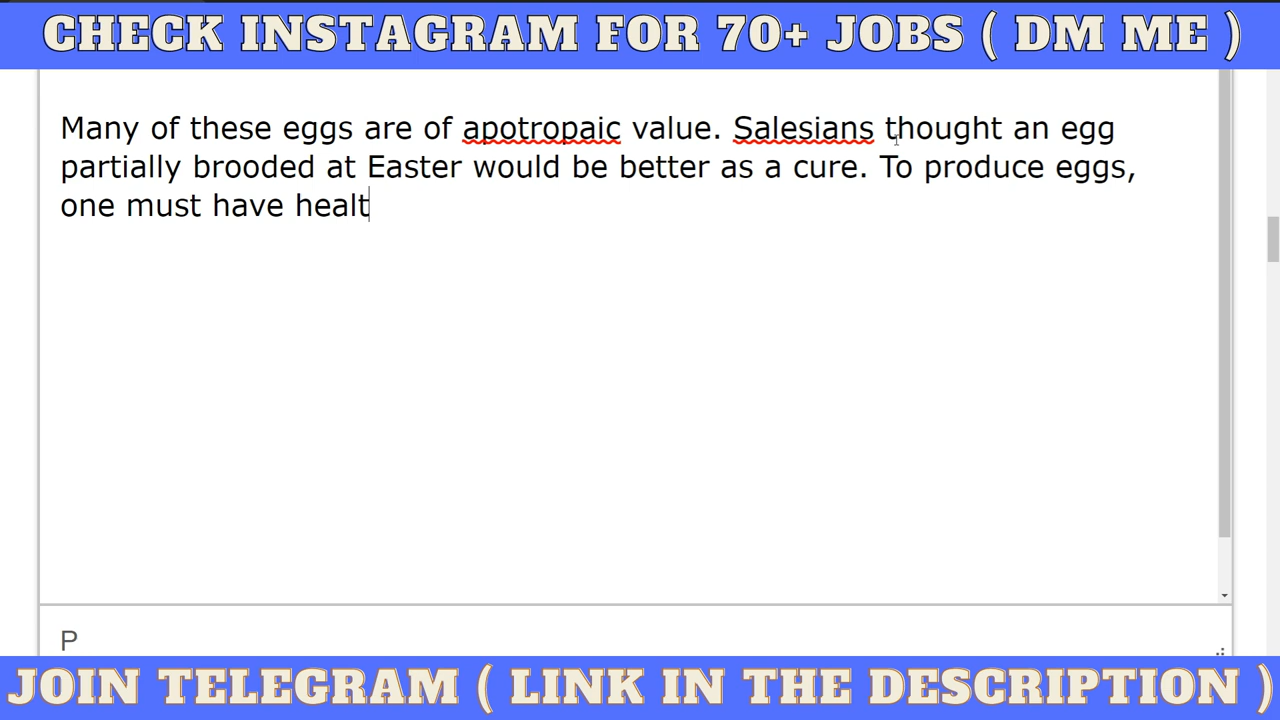 CHECK INSTAGRAM FOR 70+ JOBS ( DM ME )
Many of these eggs are of apotropaic value. Salesians thought an egg
partially brooded at Easter would be better as a cure. To produce eggs,
one must have healt
P
JOIN TELEGRAM ( LINK IN THE DESCRIPTION )